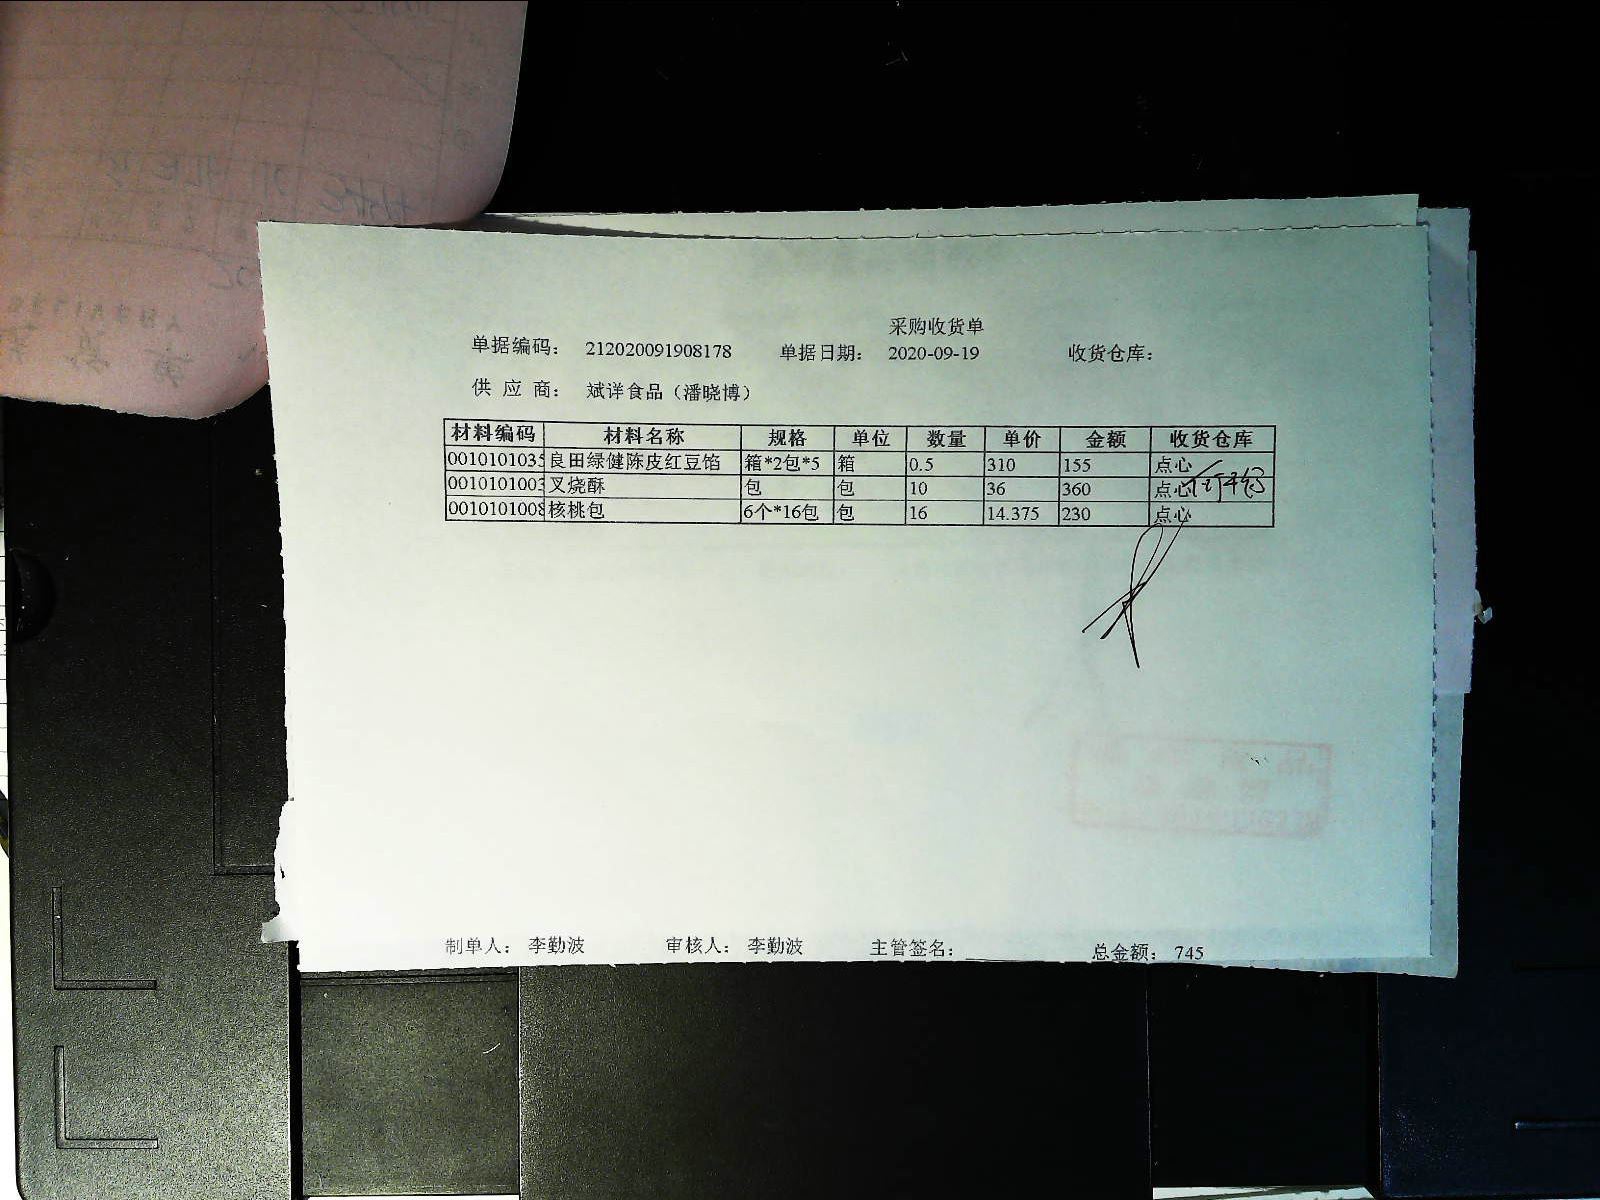 采购收货单
单据编码： 212020091908178 单据日期： 2020-09-19 收货仓库：
供 应 商： 斌洋食品（潘晓博）
材料编码 材料名称 规格 单位 数量 单价 金额 收货仓库
0010101035 良田绿健陈皮红豆馅 箱*2包*5 箱 0.5 310 155 点心
0010101003 叉烧酥 包 包 10 36 360 点心
0010101008 核桃包 6个*16包 包 16 14.375 230 点心
制单人： 李勤波 审核人： 李勤波 主管签名： 总金额： 745